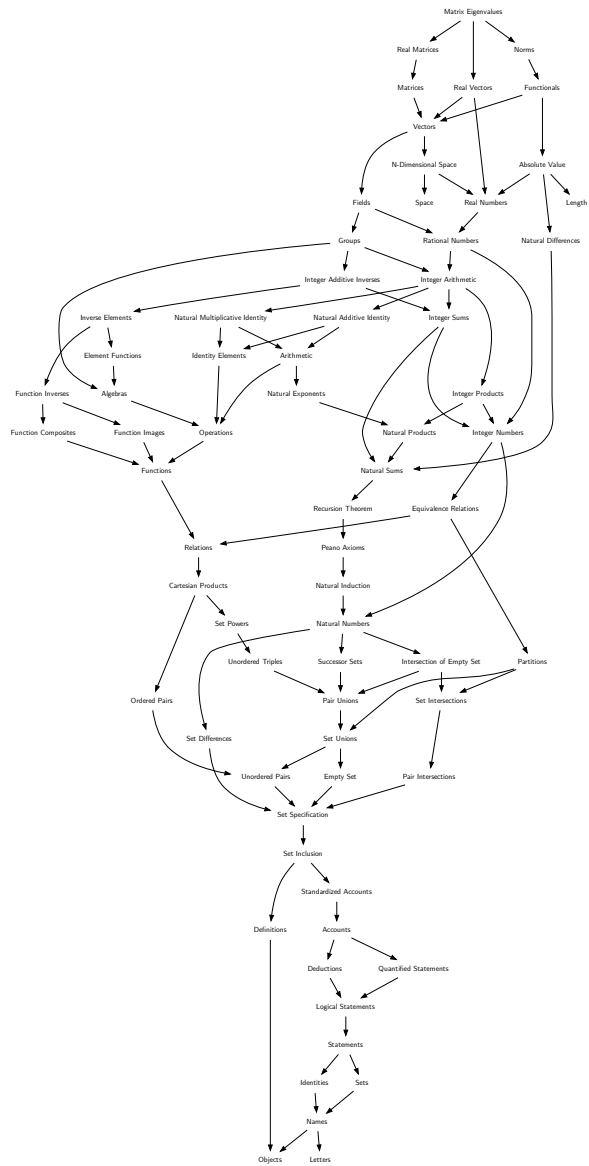 Matrix Eigenvalues
Real Matrices
Norms
Matrices
Real Vectors
Functionals
Vectors
N-Dimensional Space
Absolute Value
Fields
Space
Real Numbers
Length
Groups
Rational Numbers
Natural Differences
Integer Additive Inverses
Integer Arithmetic
Inverse Elements
Natural Multiplicative Identity
Natural Additive Identity
Integer Sums
Element Functions
Identity Elements
Arithmetic
Function Inverses
Algebras
Natural Exponents
Integer Products
Function Composites
Function Images
Operations
Natural Products
Integer Numbers
Functions
Natural Sums
Recursion Theorem
Equivalence Relations
Relations
Peano Axioms
Cartesian Products
Natural Induction
Set Powers
Natural Numbers
Unordered Triples
Successor Sets
Intersection of Empty Set
Partitions
Ordered Pairs
Pair Unions
Set Intersections
Set Differences
Set Unions
Unordered Pairs
Empty Set
Pair Intersections
Set Specification
Set Inclusion
Standardized Accounts
Definitions
Accounts
Deductions
Quantified Statements
Logical Statements
Statements
Identities
Sets
Names
Objects
Letters